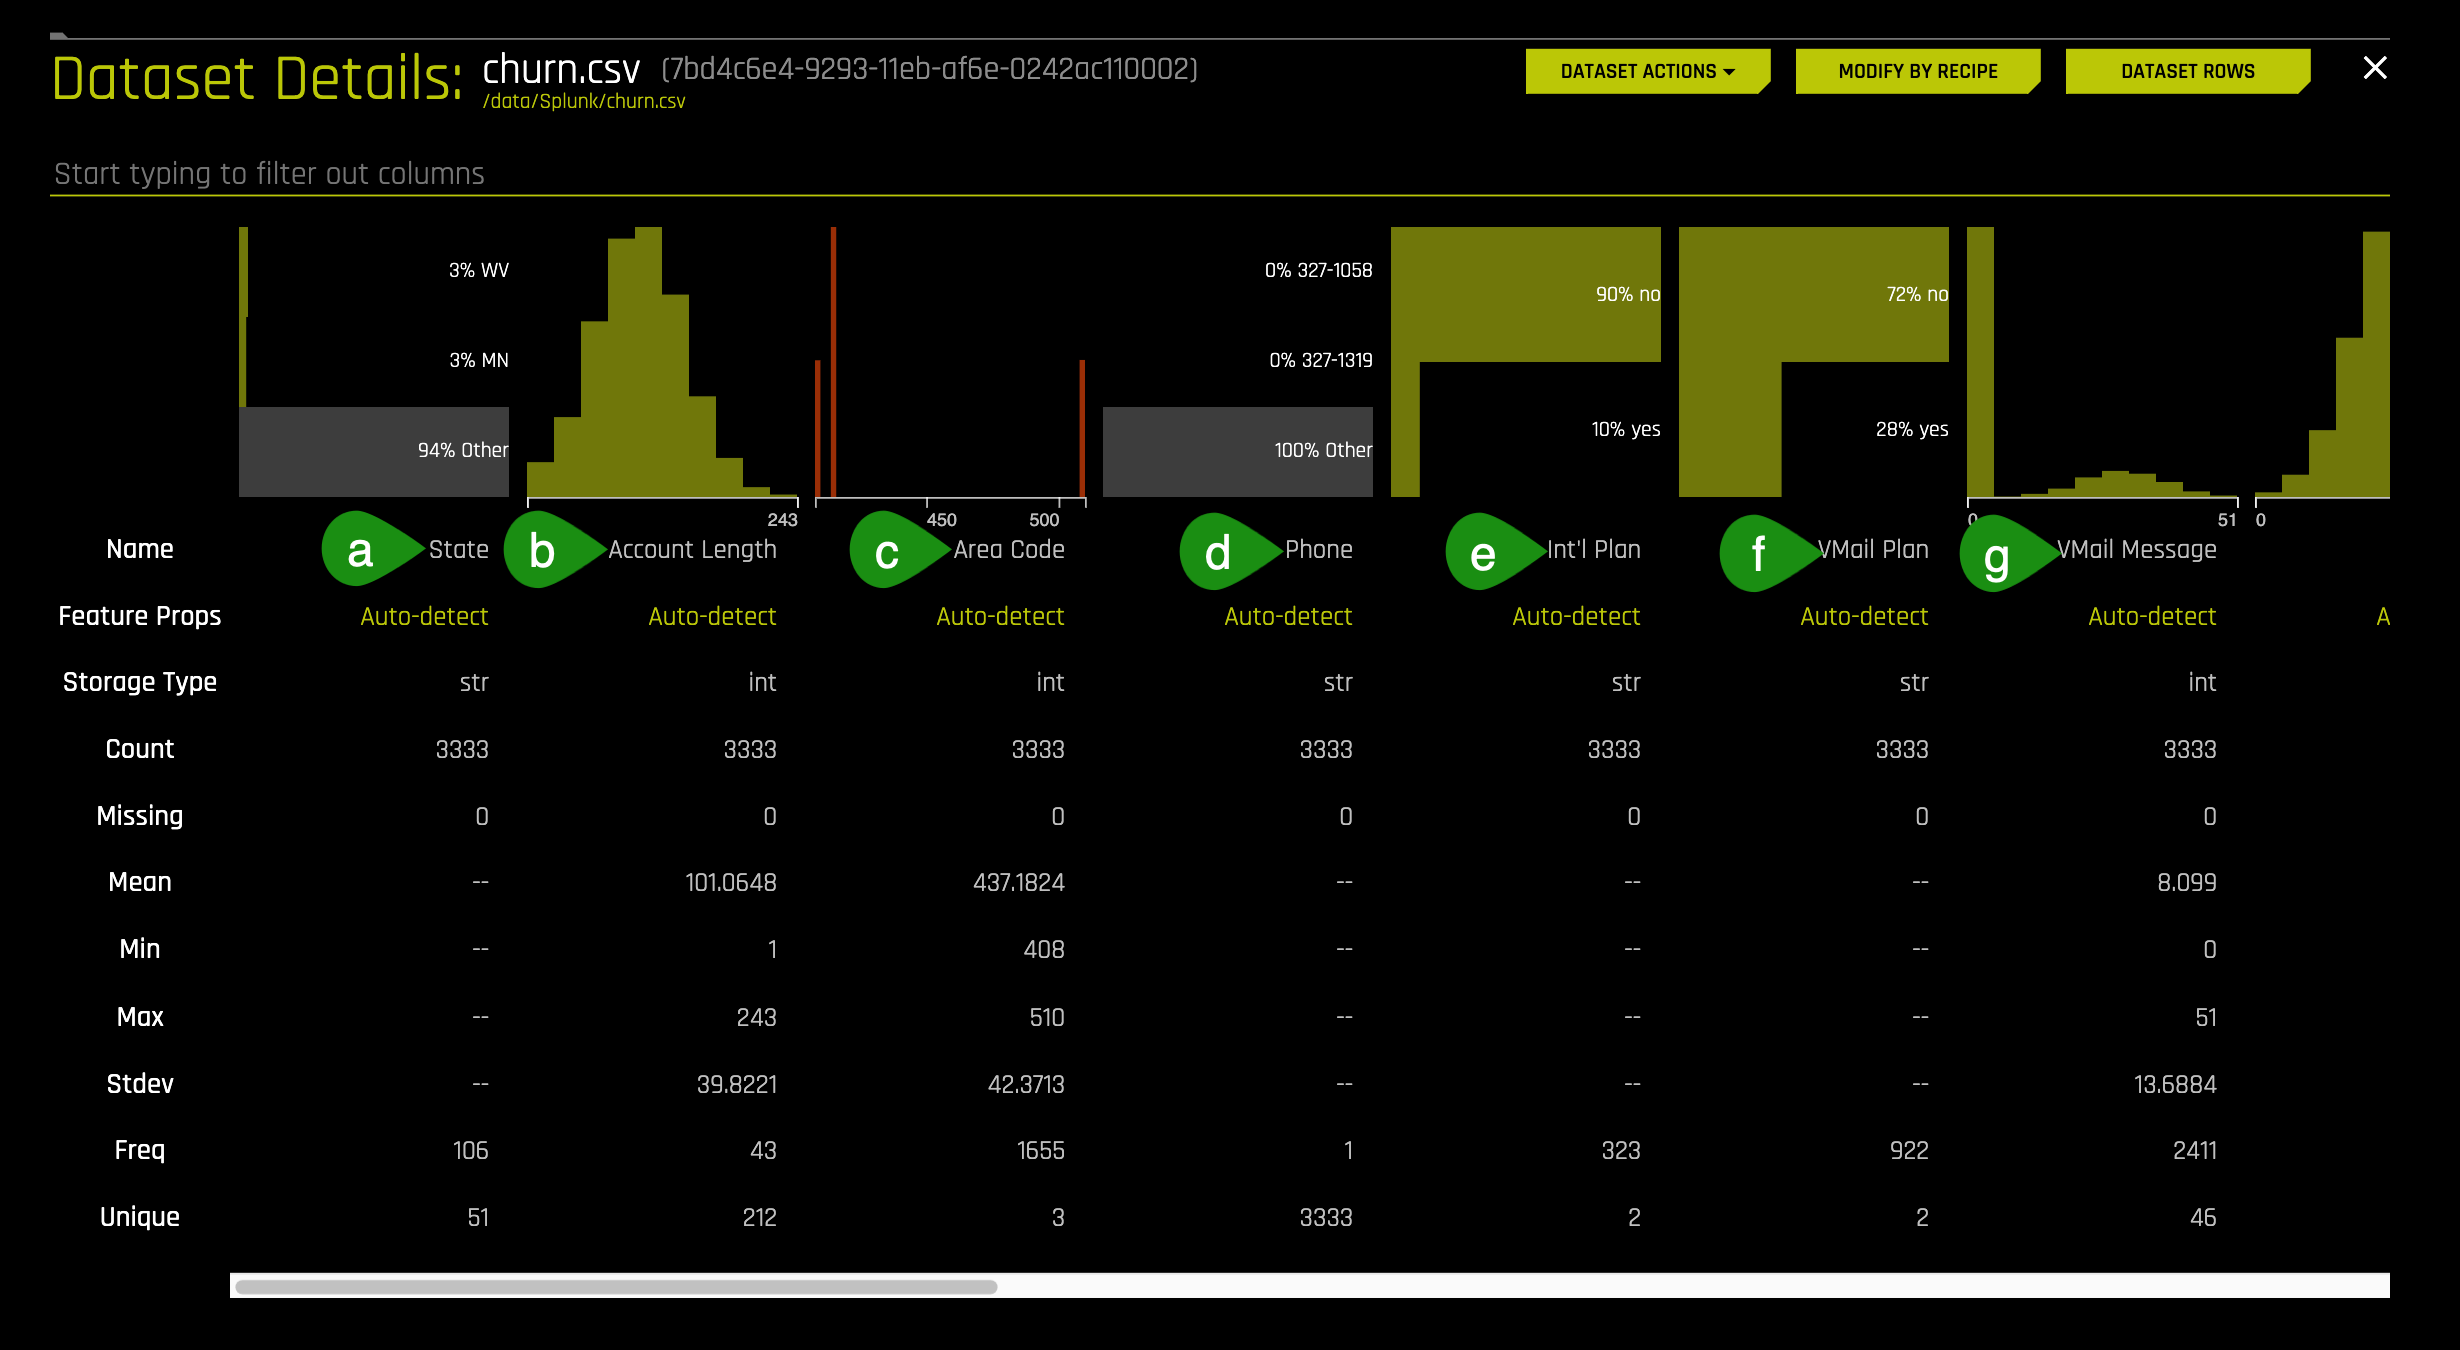 Dataset Details: churn.csv (7bd4c6e4-9293-11eb-af6e-0242ac110002)
/data/Splunk/churn.csv
DATASET ACTIONS MODIFY BY RECIPE DATASET ROWS
Start typing to filter out columns
3% WV 0% 327-1058
90% no 72% no
3% MN 0% 327-1319
10% yes 28% yes
94% Other 100% Other
243 450 500 0 51 0
Name a State b Account Length c Area Code d Phone e Int'l Plan f VMail Plan g VMail Message
Feature Props Auto-detect Auto-detect Auto-detect Auto-detect Auto-detect Auto-detect Auto-detect A
Storage Type str int int str str str int
Count 3333 3333 3333 3333 3333 3333 3333
Missing 0 0 0 0 0 0 0
Mean -- 101.0648 437.1824 -- -- -- 8.099
Min -- 1 408 -- -- -- 0
Max -- 243 510 -- -- -- 51
Stdev -- 39.8221 42.3713 -- -- -- 13.6884
Freq 106 43 1655 1 323 922 2411
Unique 51 212 3 3333 2 2 46